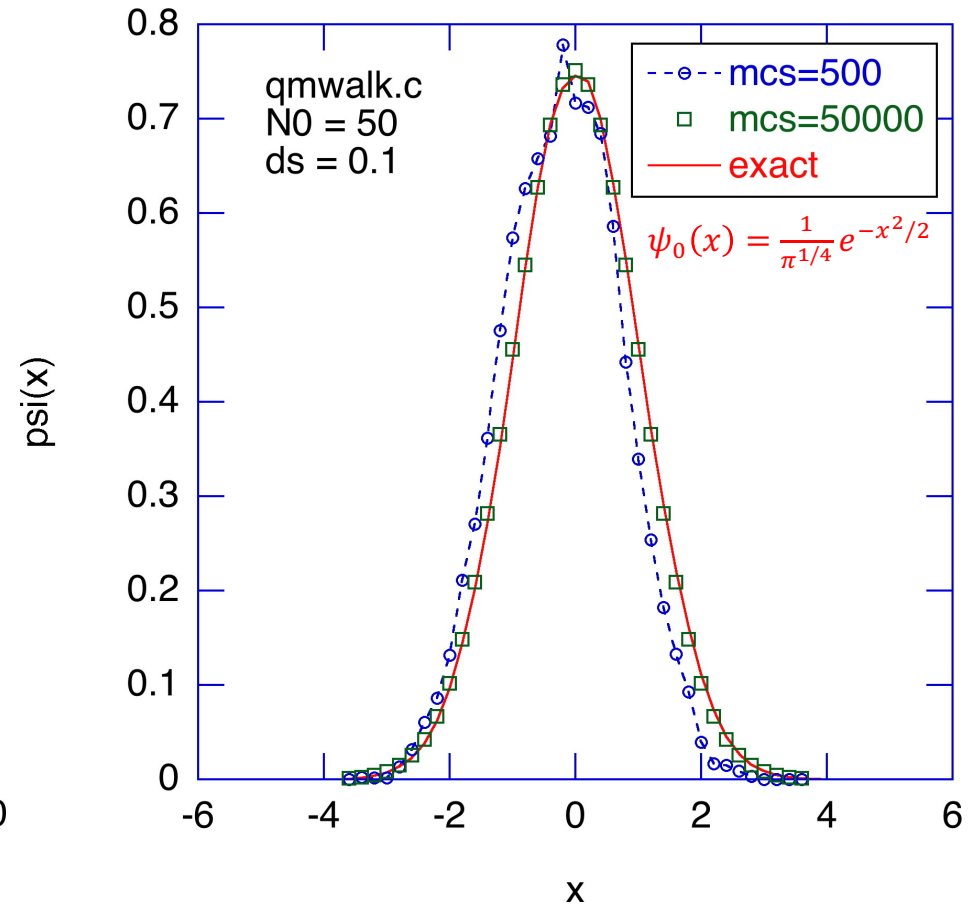 0.8
0.7
0.6
0.5
0.4
0.3
0.2
0.1
0
psi(x)
qmwalk.c
N0 = 50
ds = 0.1
mcs=500
mcs=50000
exact
ψ₀(x) = 1/π^{1/4} e^{−x²/2}
0
-6 -4 -2 0 2 4 6
x